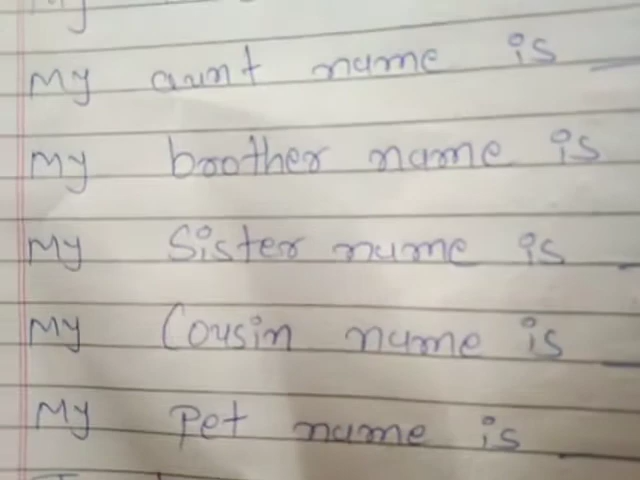 My
My aunt name is
My brother name is
My Sister name is
My Cousin name is
My Pet name is